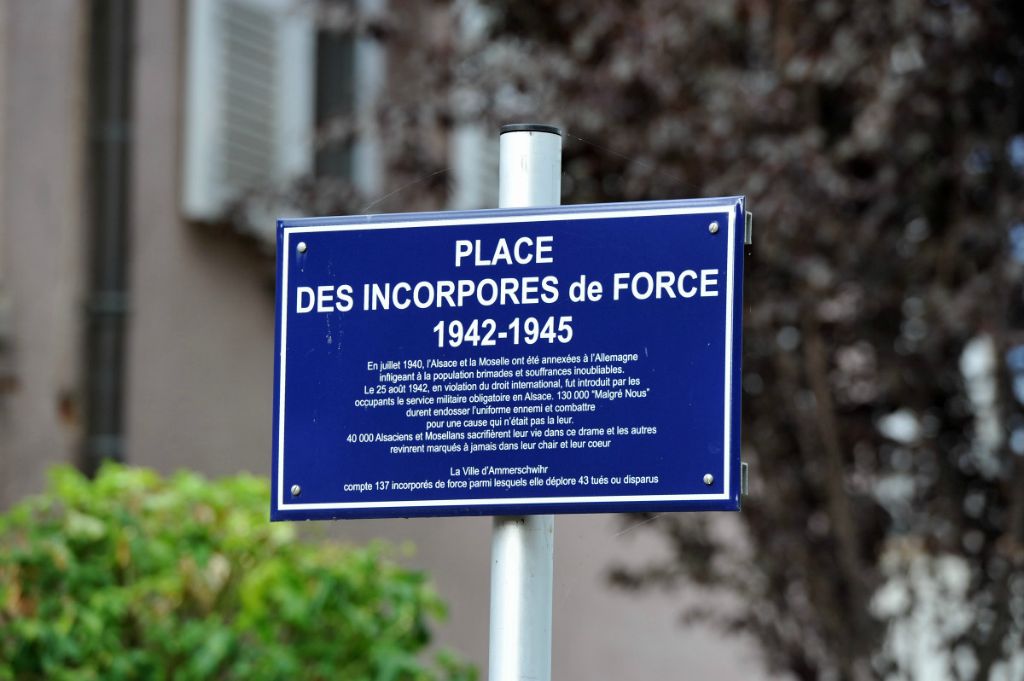 PLACE
DES INCORPORES de FORCE
1942-1945
En juillet 1940, l'Alsace et la Moselle ont été annexées à l'Allemagne
infligeant à la population brimades et souffrances inoubliables.
Le 25 août 1942, en violation du droit international, fut introduit par les
occupants le service militaire obligatoire en Alsace. 130 000 "Malgré Nous"
durent endosser l'uniforme ennemi et combattre
pour une cause qui n'était pas la leur.
40 000 Alsaciens et Mosellans sacrifièrent leur vie dans ce drame et les autres
revinrent marqués à jamais dans leur chair et leur coeur
La Ville d'Ammerschwihr
compte 137 incorporés de force parmi lesquels elle déplore 43 tués ou disparus